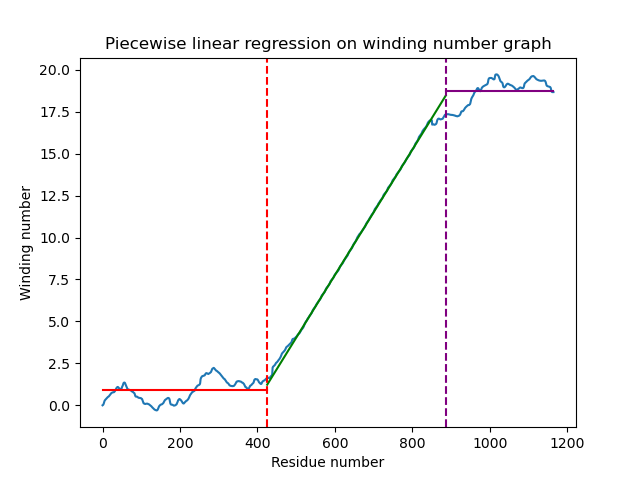 Piecewise linear regression on winding number graph
20.0
17.5
15.0
12.5
10.0
7.5
5.0
2.5
0.0
Winding number
0 200 400 600 800 1000 1200
Residue number